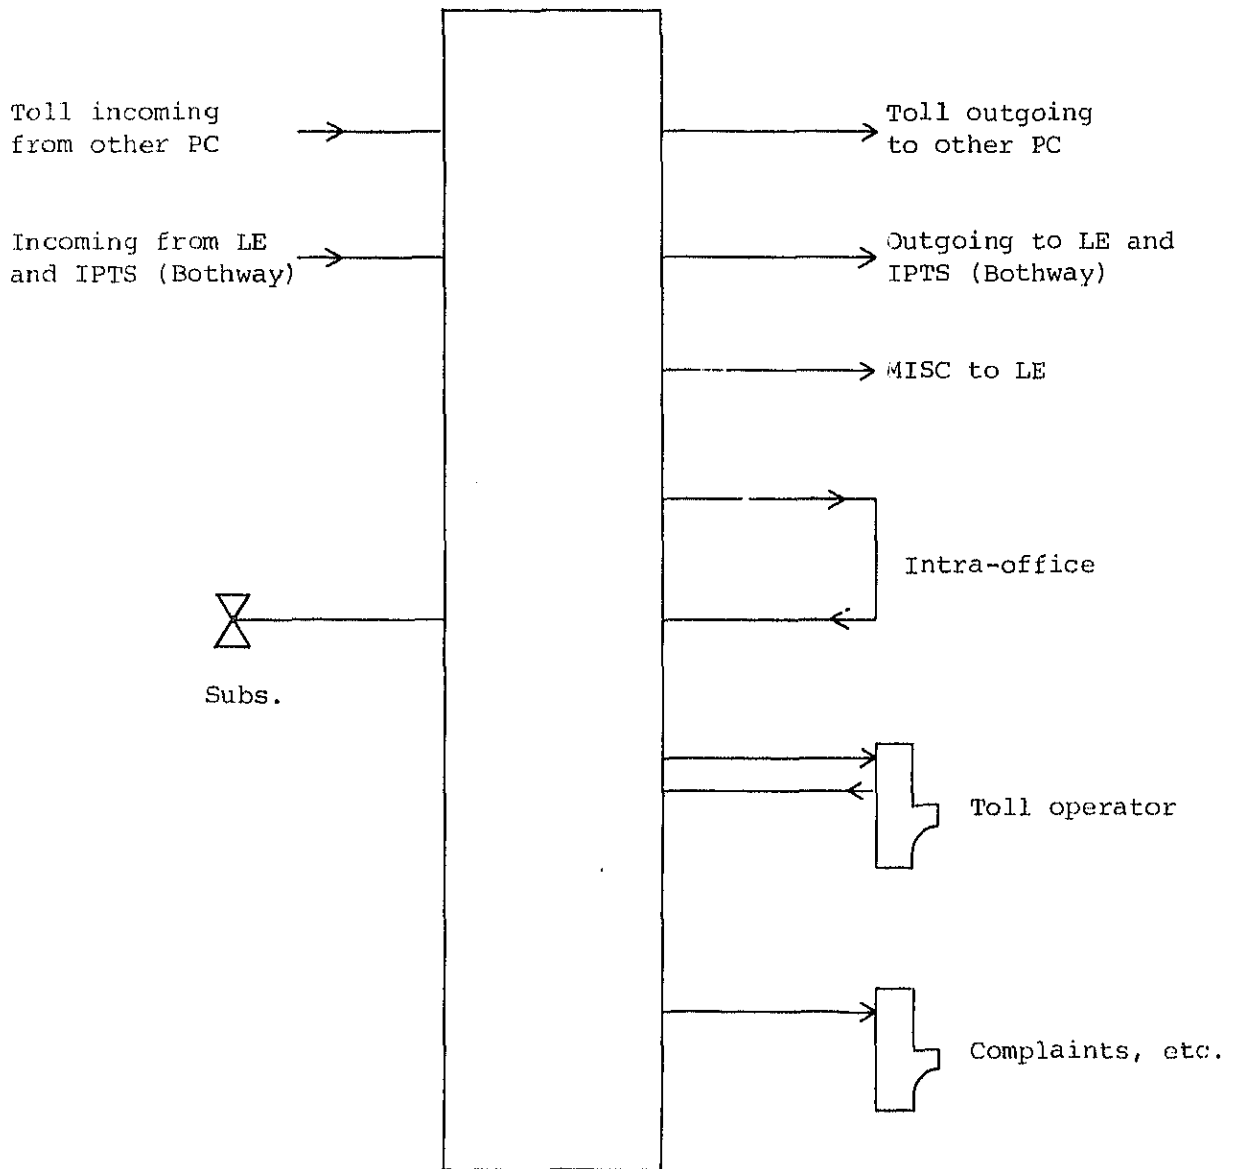 Toll incoming
from other PC
Toll outgoing
to other PC
Incoming from LE
and IPTS (Bothway)
Outgoing to LE and
IPTS (Bothway)
MISC to LE
Intra-office
Subs.
Toll operator
Complaints, etc.